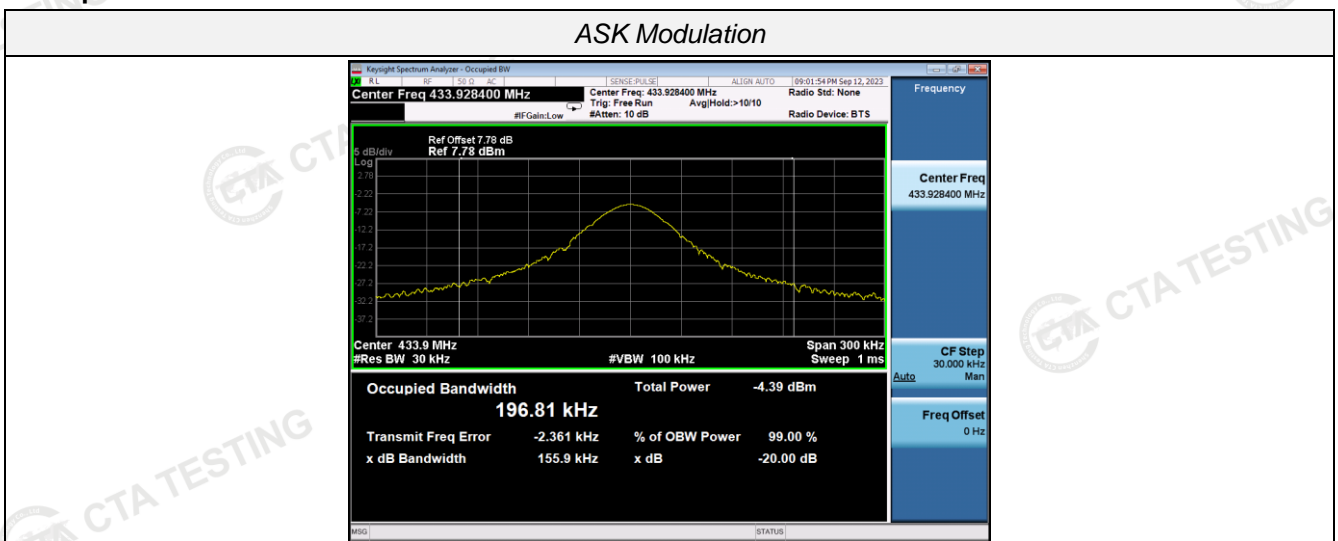 ASK Modulation
Keysight Spectrum Analyzer - Occupied BW
RL RF 50 Ω AC SENSE:PULSE ALIGN AUTO 09:01:54 PM Sep 12, 2023
Center Freq 433.928400 MHz
Center Freq: 433.928400 MHz
Radio Std: None
Trig: Free Run Avg|Hold:>10/10
#IFGain:Low
#Atten: 10 dB
Radio Device: BTS
Ref Offset 7.78 dB
5 dB/div Ref 7.78 dBm
Log
2.78
-2.22
-7.22
-12.2
-17.2
-22.2
-27.2
-32.2
-37.2
Center 433.9 MHz Span 300 kHz
#Res BW 30 kHz #VBW 100 kHz Sweep 1 ms
Occupied Bandwidth
196.81 kHz
Total Power -4.39 dBm
Transmit Freq Error -2.361 kHz % of OBW Power 99.00 %
x dB Bandwidth 155.9 kHz x dB -20.00 dB
MSG STATUS
Frequency
Center Freq
433.928400 MHz
CF Step
30.000 kHz
Auto Man
Freq Offset
0 Hz
CTA TESTING
CTA TESTING